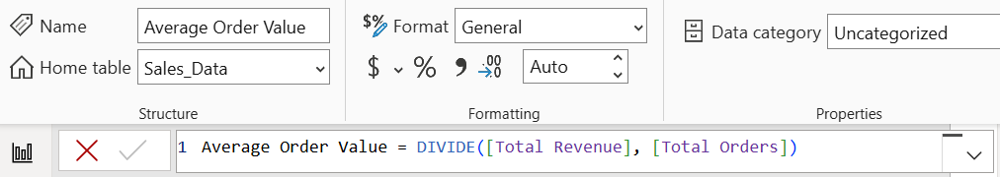 Name Average Order Value
Home table Sales_Data
Structure
$% Format General
$ % , .00 .0 Auto
Formatting
Data category Uncategorized
Properties
1 Average Order Value = DIVIDE([Total Revenue], [Total Orders])